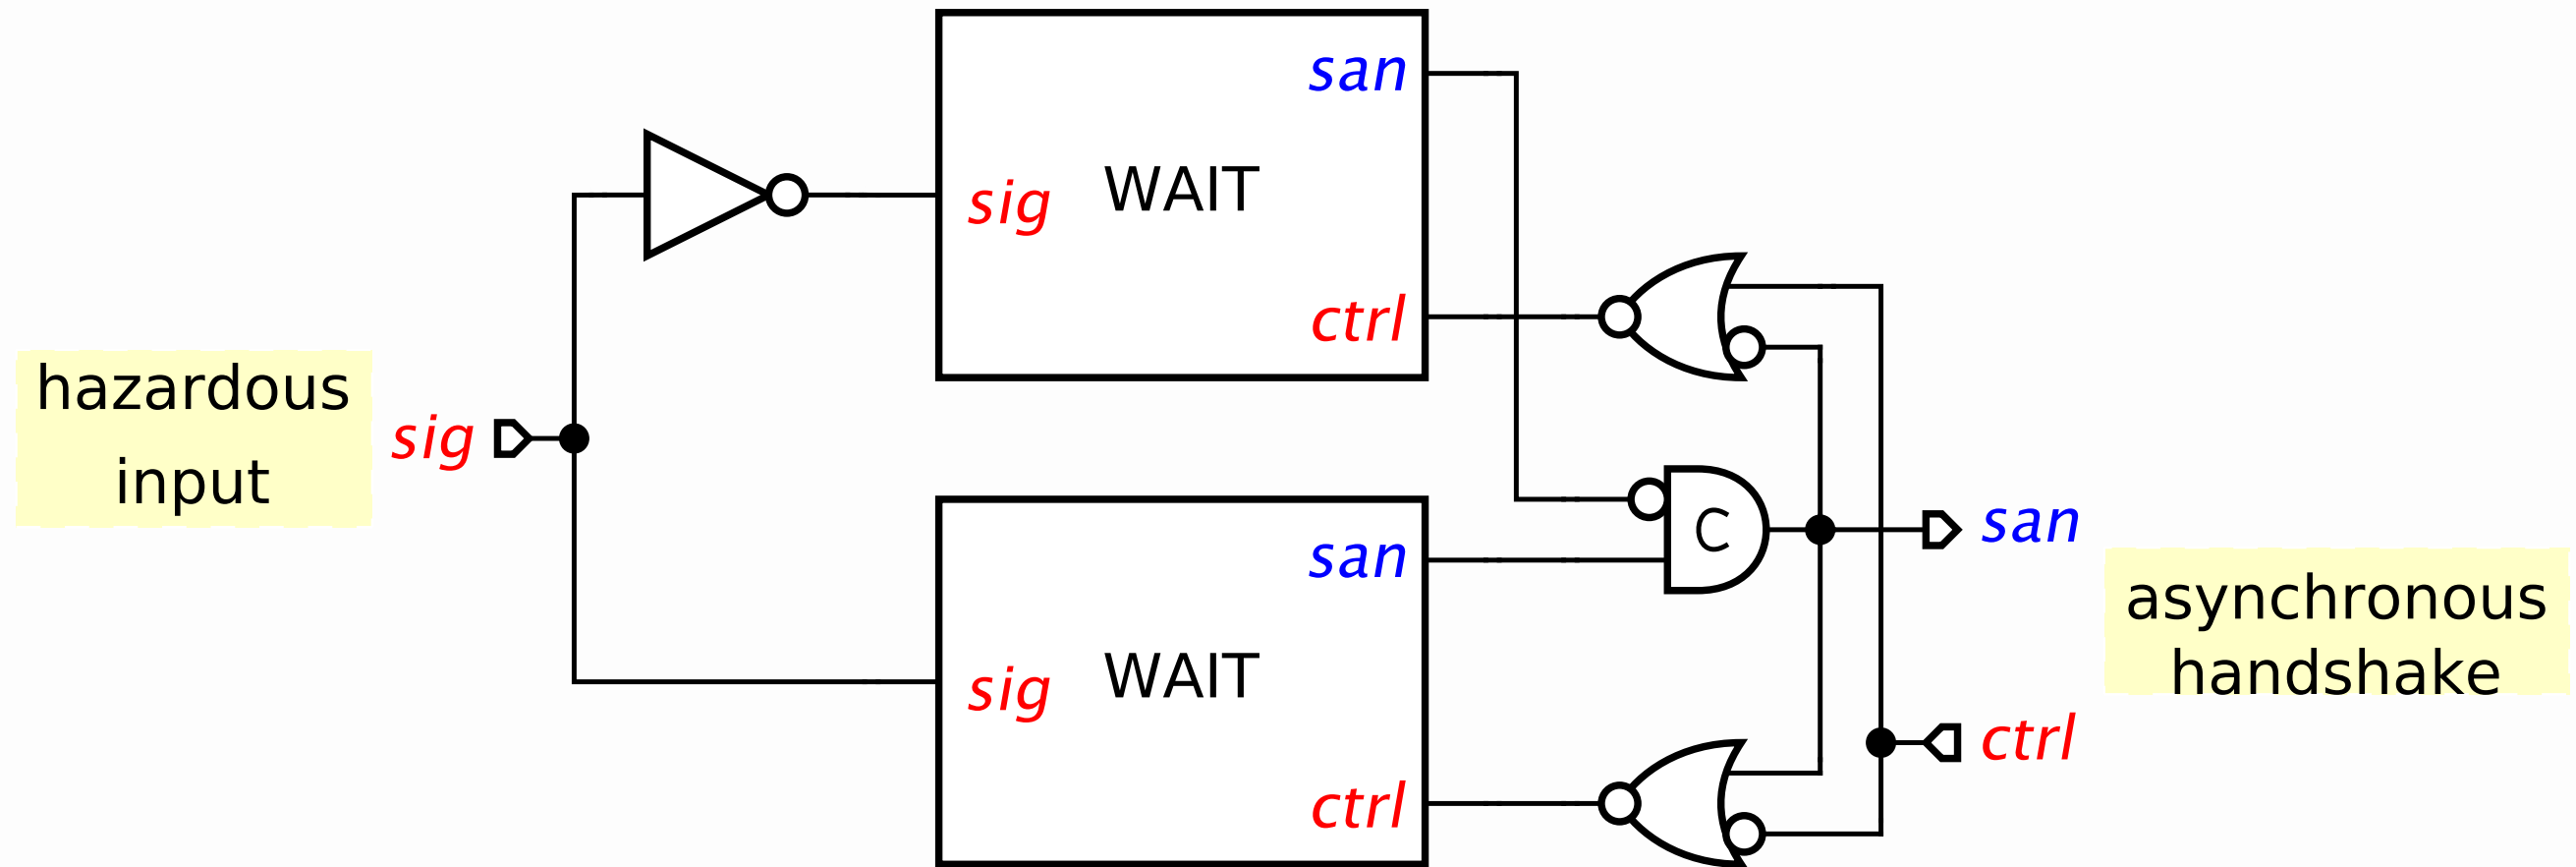 hazardous
input
sig
san
sig WAIT
ctrl
san
sig WAIT
ctrl
C
san
ctrl
asynchronous
handshake